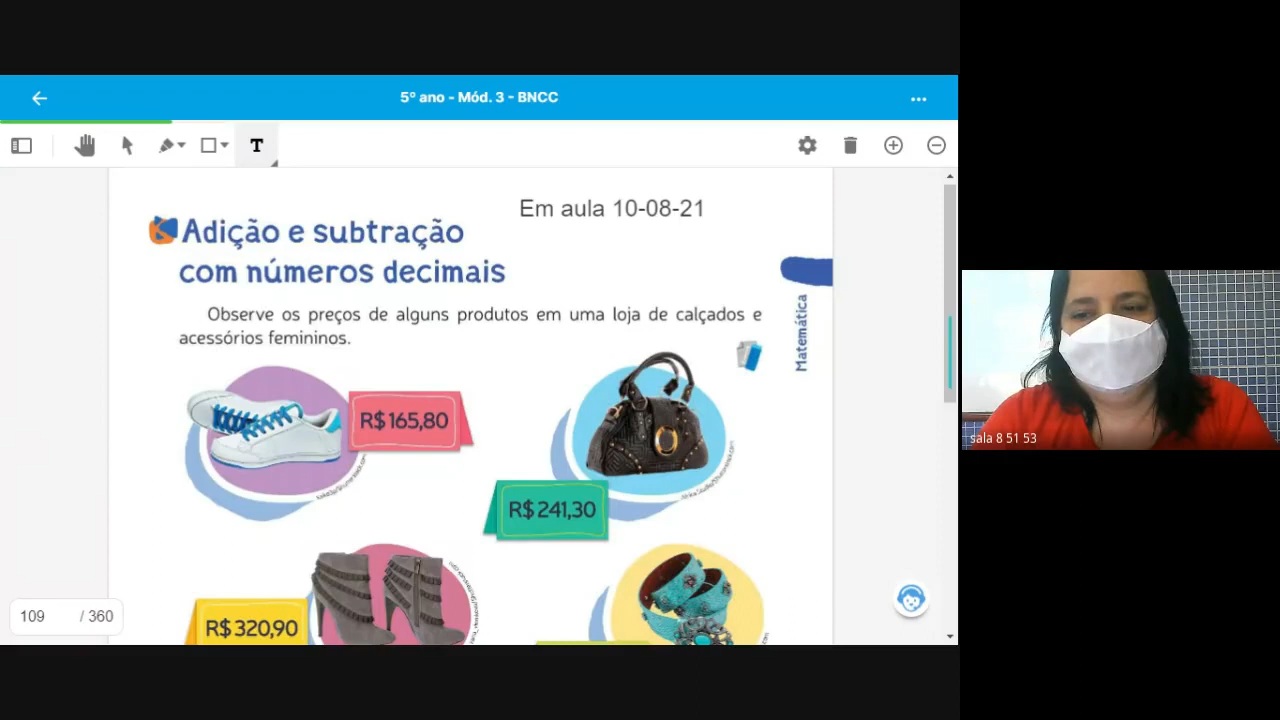 5º ano - Mód. 3 - BNCC
T
Em aula 10-08-21
Adição e subtração
com números decimais
Observe os preços de alguns produtos em uma loja de calçados e
acessórios femininos.
Matemática
R$ 165,80
R$ 241,30
R$ 320,90
109 / 360
sala 8 51 53